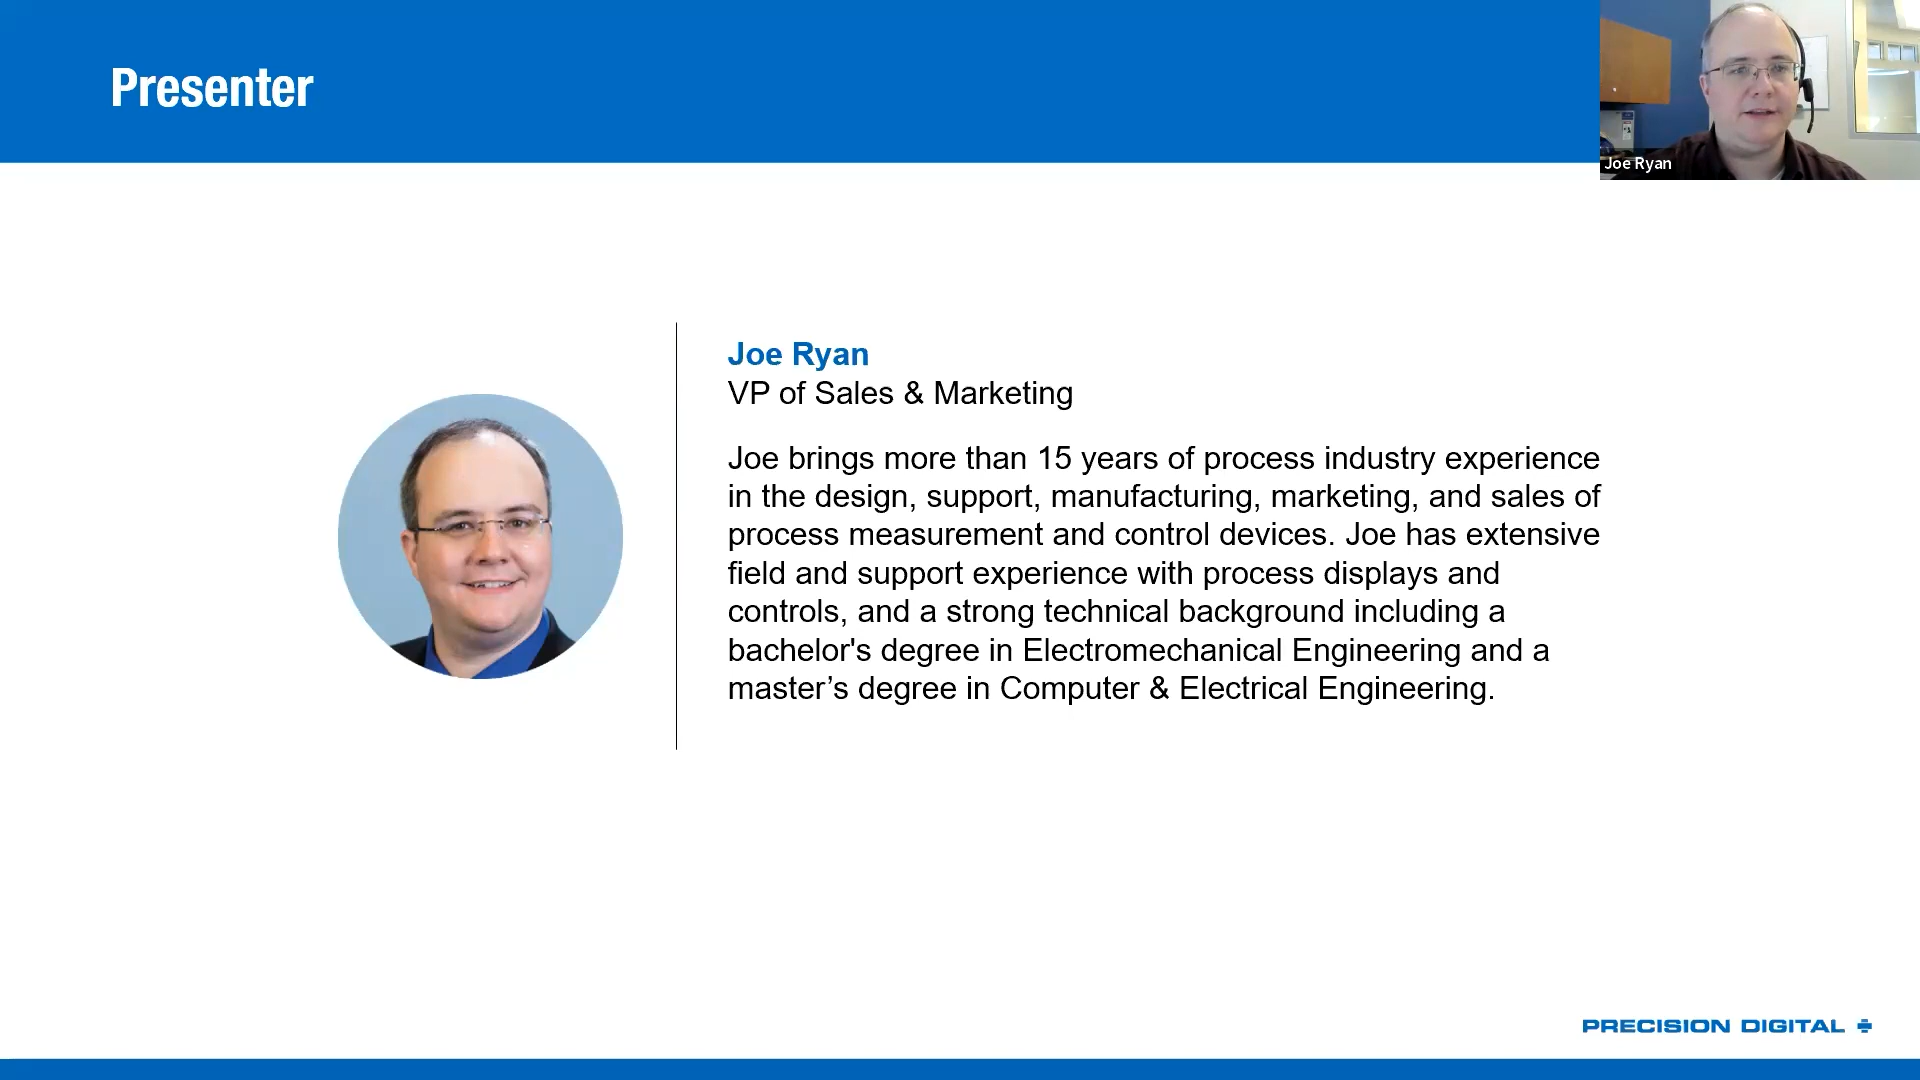 Presenter
Joe Ryan
Joe Ryan
VP of Sales & Marketing
Joe brings more than 15 years of process industry experience
in the design, support, manufacturing, marketing, and sales of
process measurement and control devices. Joe has extensive
field and support experience with process displays and
controls, and a strong technical background including a
bachelor's degree in Electromechanical Engineering and a
master’s degree in Computer & Electrical Engineering.
PRECISION DIGITAL